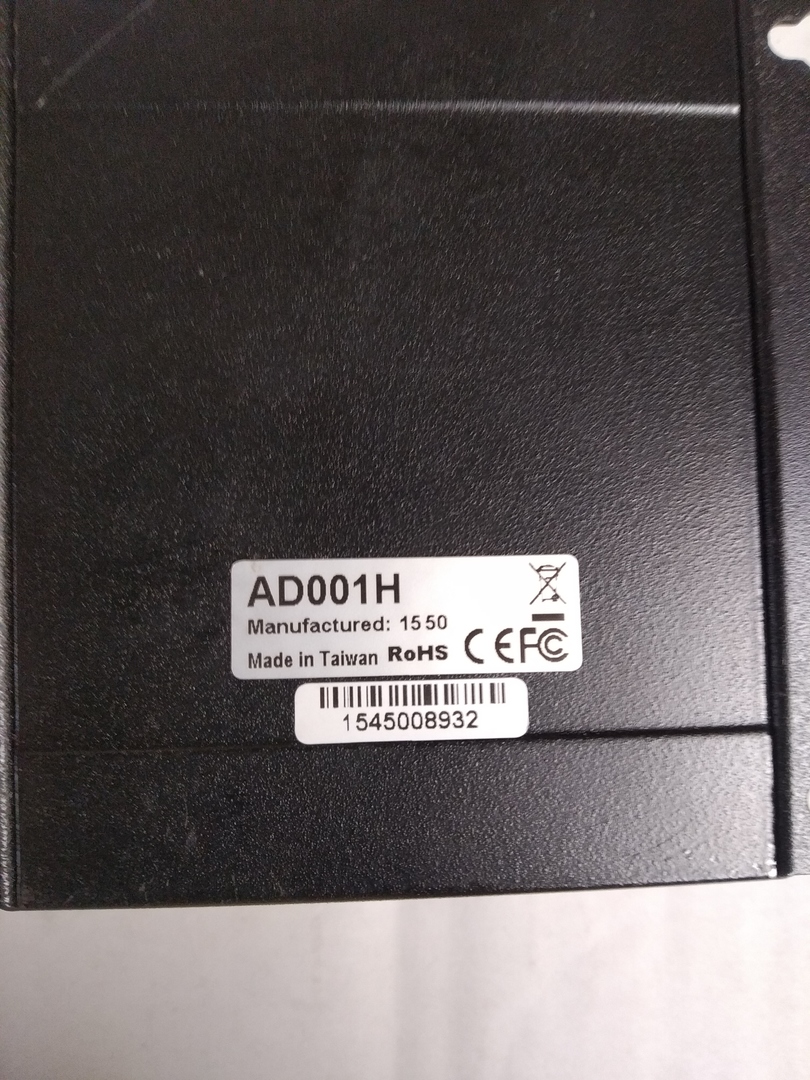 AD001H
Manufactured: 15 50
Made in Taiwan RoHS CE FC
1545008932